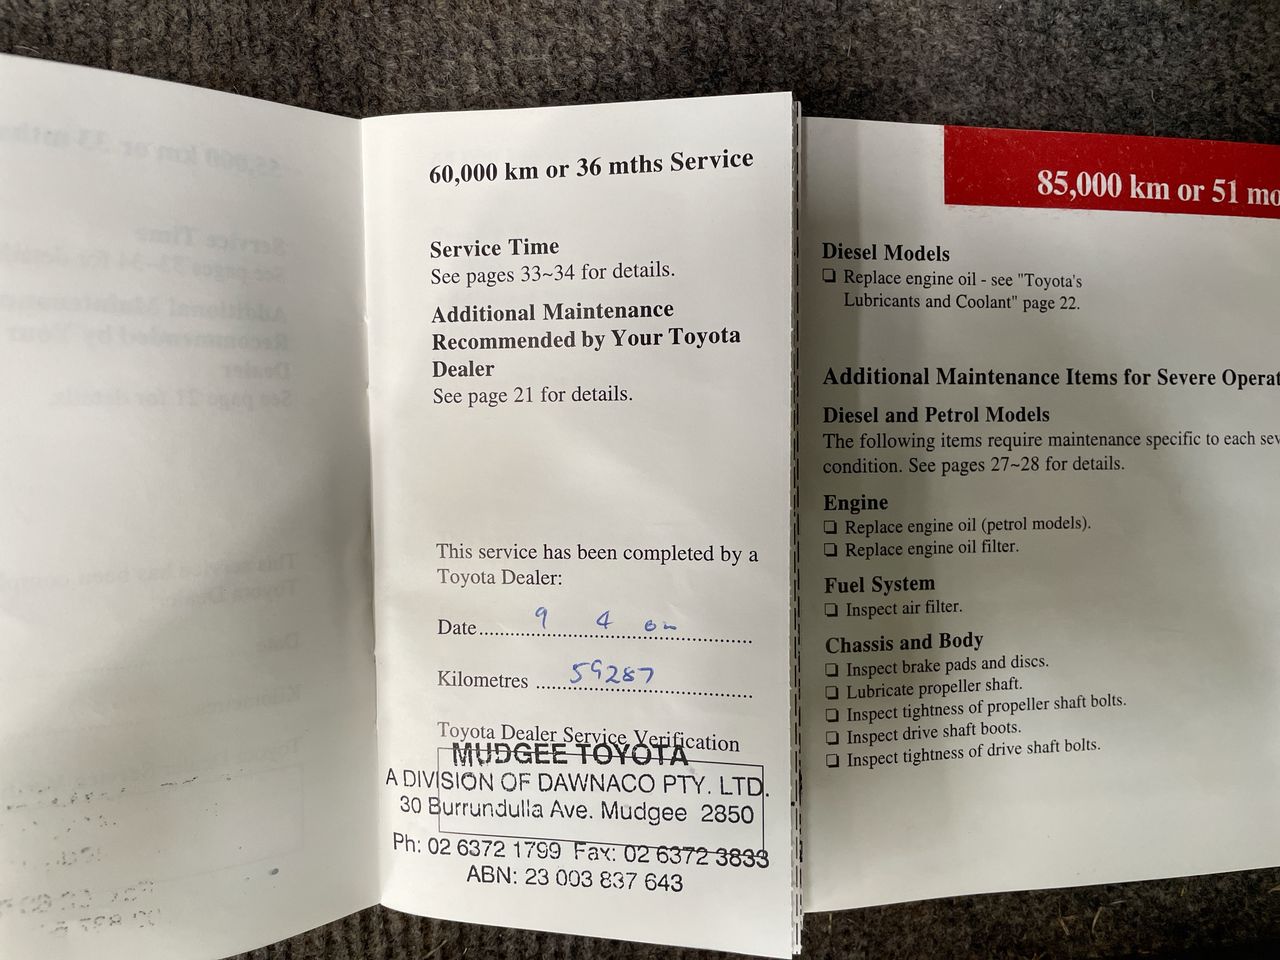 60,000 km or 36 mths Service
Service Time
See pages 33~34 for details.
Additional Maintenance
Recommended by Your Toyota
Dealer
See page 21 for details.
This service has been completed by a
Toyota Dealer:
Date 9 4
Kilometres 59287
Toyota Dealer Service Verification
MUDGEE TOYOTA
A DIVISION OF DAWNACO PTY. LTD.
30 Burrundulla Ave. Mudgee 2850
Ph: 02 6372 1799 Fax: 02 6372 3833
ABN: 23 003 837 643
85,000 km or 51 mo
Diesel Models
❏ Replace engine oil - see "Toyota's
Lubricants and Coolant" page 22.
Additional Maintenance Items for Severe Operat
Diesel and Petrol Models
The following items require maintenance specific to each sev
condition. See pages 27~28 for details.
Engine
❏ Replace engine oil (petrol models).
❏ Replace engine oil filter.
Fuel System
❏ Inspect air filter.
Chassis and Body
❏ Inspect brake pads and discs.
❏ Lubricate propeller shaft.
❏ Inspect tightness of propeller shaft bolts.
❏ Inspect drive shaft boots.
❏ Inspect tightness of drive shaft bolts.